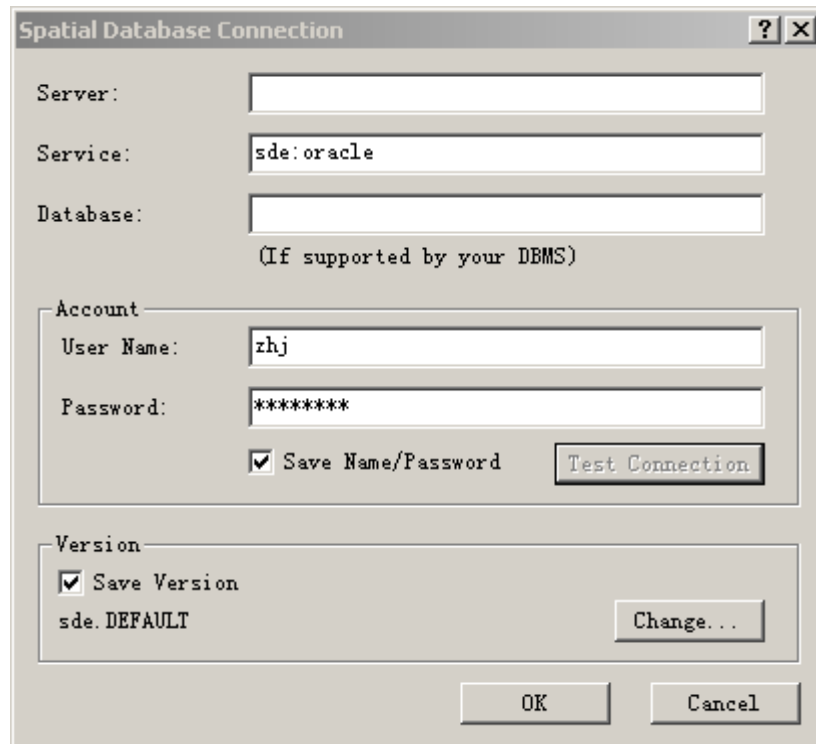 Spatial Database Connection
Server:
Service: sde:oracle
Database:
(If supported by your DBMS)
Account
User Name: zhj
Password: ********
Save Name/Password Test Connection
Version
Save Version
sde.DEFAULT Change...
OK Cancel